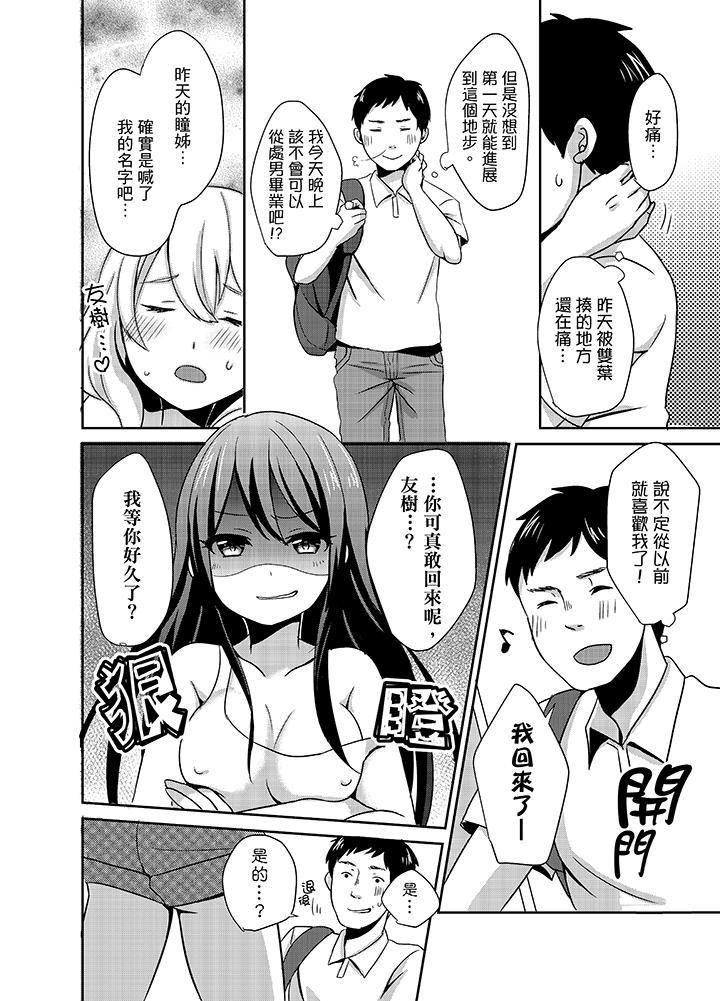 好痛…
昨天被雙葉
揍的地方
還在痛…
但是沒想到
第一天就能進展
到這個地步。
我今天晚上
該不會可以
從處男畢業吧!?
昨天的瞳姊…
確實是喊了
我的名字吧…
友樹…♡
說不定從以前
就喜歡我了!
♪
我回來了ー
開門
…你可真敢回來呢,
友樹…?
我等你好久了?
狠
瞪
是…
退後
是的…?